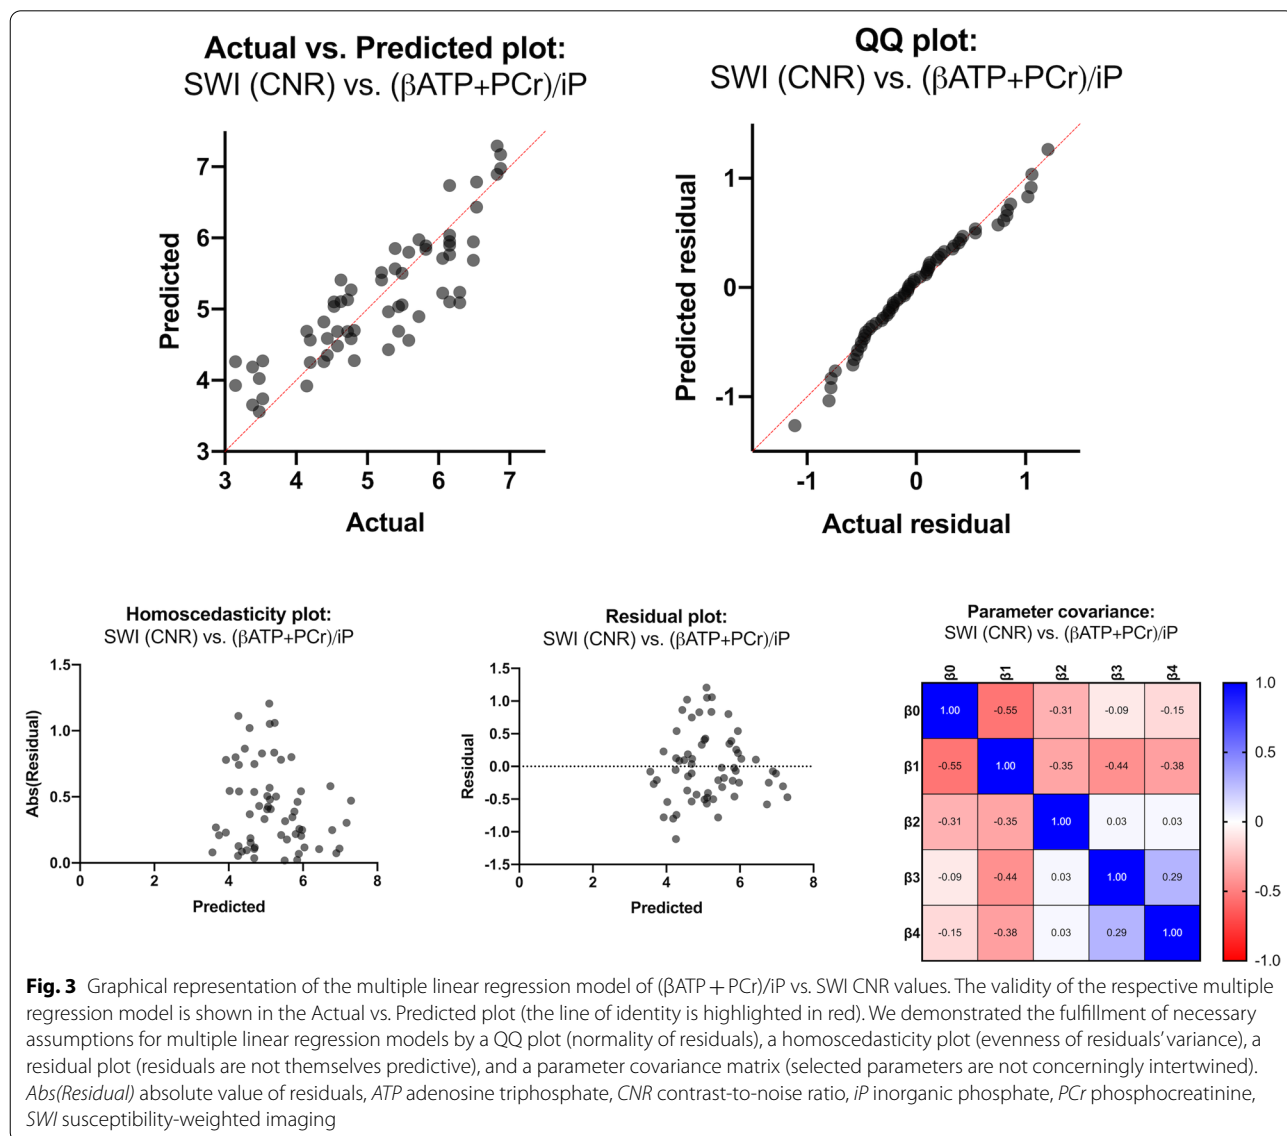 Actual vs. Predicted plot:
SWI (CNR) vs. (βATP+PCr)/iP
7
6
5
4
3
Predicted
3 4 5 6 7
Actual
QQ plot:
SWI (CNR) vs. (βATP+PCr)/iP
1
0
-1
Predicted residual
-1 0 1
Actual residual
Homoscedasticity plot:
SWI (CNR) vs. (βATP+PCr)/iP
1.5
1.0
0.5
0.0
Abs(Residual)
0 2 4 6 8
Predicted
Residual plot:
SWI (CNR) vs. (βATP+PCr)/iP
1.5
1.0
0.5
0.0
-0.5
-1.0
-1.5
Residual
0 2 4 6 8
Predicted
Parameter covariance:
SWI (CNR) vs. (βATP+PCr)/iP
β0 β1 β2 β3 β4
β0 1.00 -0.55 -0.31 -0.09 -0.15
β1 -0.55 1.00 -0.35 -0.44 -0.38
β2 -0.31 -0.35 1.00 0.03 0.03
β3 -0.09 -0.44 0.03 1.00 0.29
β4 -0.15 -0.38 0.03 0.29 1.00
1.0
0.5
0
-0.5
-1.0
Fig. 3 Graphical representation of the multiple linear regression model of (βATP + PCr)/iP vs. SWI CNR values. The validity of the respective multiple
regression model is shown in the Actual vs. Predicted plot (the line of identity is highlighted in red). We demonstrated the fulfillment of necessary
assumptions for multiple linear regression models by a QQ plot (normality of residuals), a homoscedasticity plot (evenness of residuals' variance), a
residual plot (residuals are not themselves predictive), and a parameter covariance matrix (selected parameters are not concerningly intertwined).
Abs(Residual) absolute value of residuals, ATP adenosine triphosphate, CNR contrast-to-noise ratio, iP inorganic phosphate, PCr phosphocreatinine,
SWI susceptibility-weighted imaging